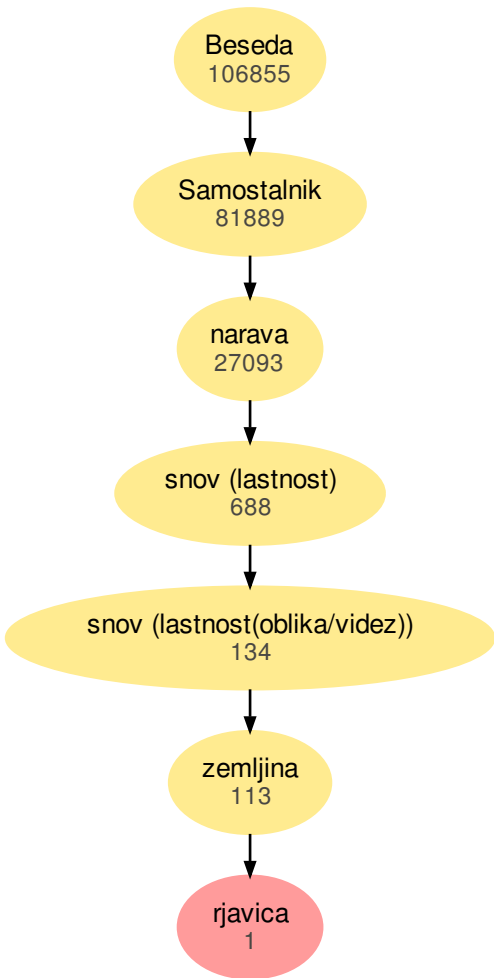 Beseda
106855
Samostalnik
81889
narava
27093
snov (lastnost)
688
snov (lastnost(oblika/videz))
134
zemljina
113
rjavica
1